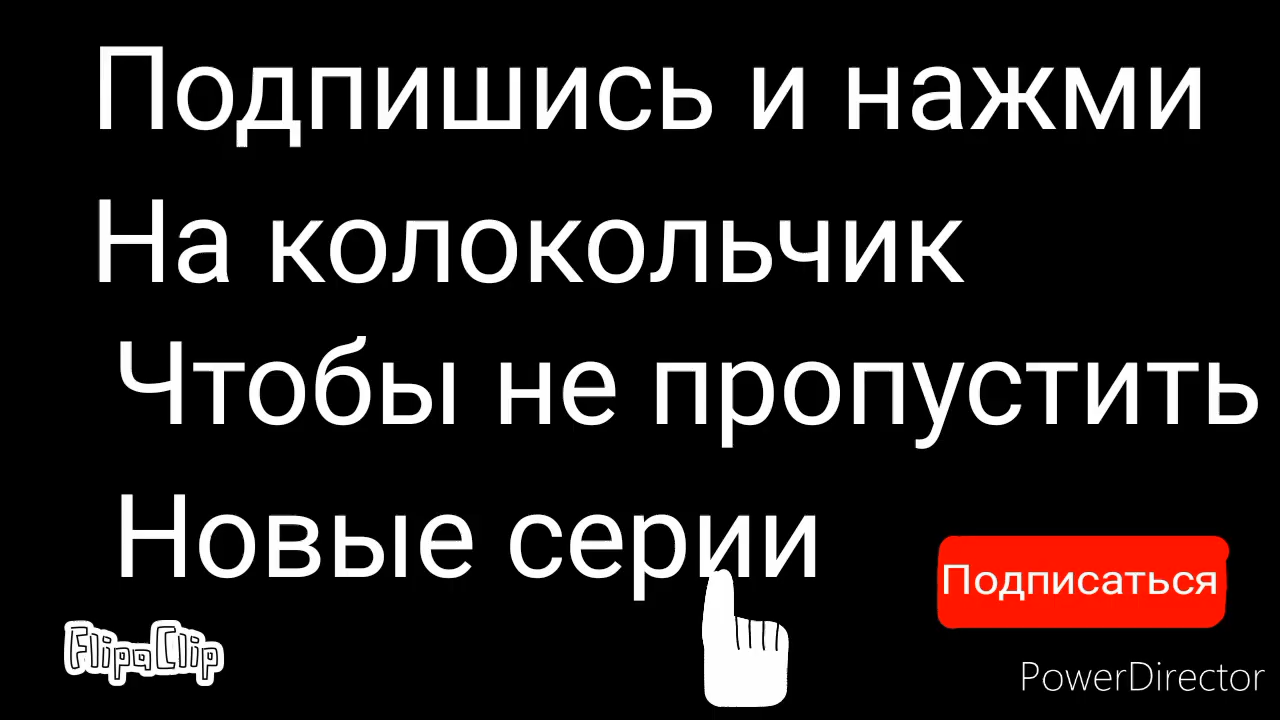 Подпишись и нажми
На колокольчик
Чтобы не пропустить
Новые серии
Подписаться
FlipaClip
PowerDirector